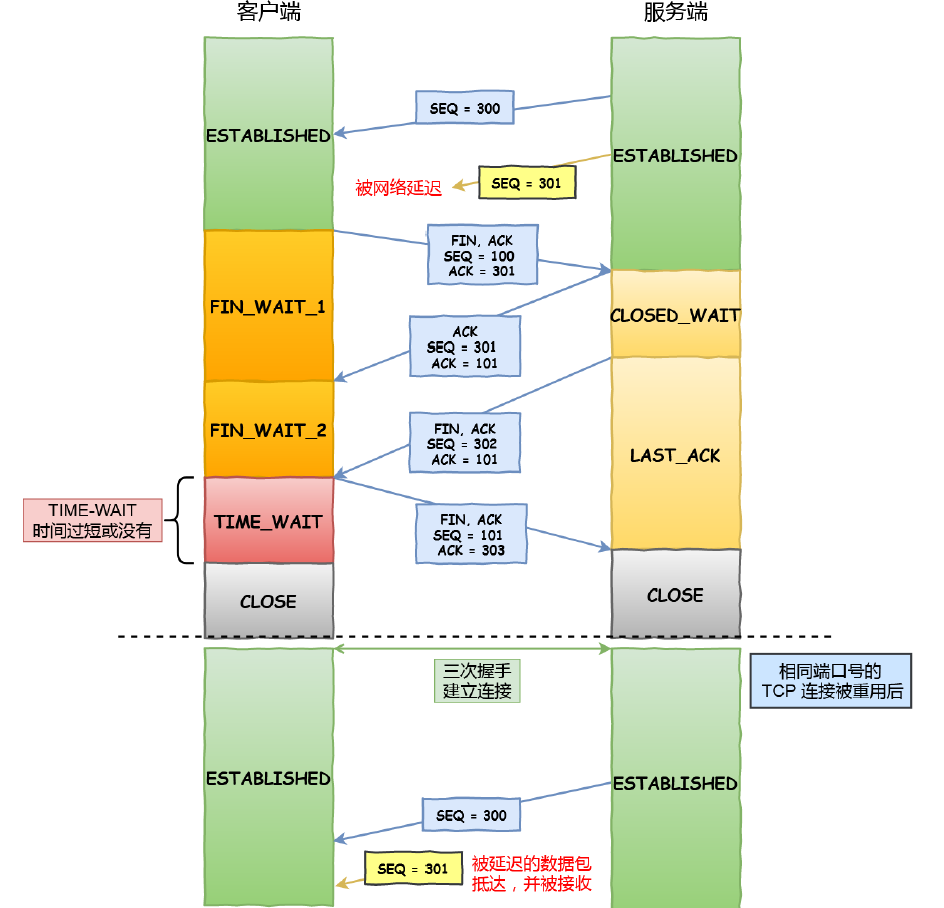 客户端
服务端
SEQ = 300
ESTABLISHED
ESTABLISHED
SEQ = 301
被网络延迟
FIN, ACK
SEQ = 100
ACK = 301
FIN_WAIT_1
CLOSED_WAIT
ACK
SEQ = 301
ACK = 101
FIN_WAIT_2
FIN, ACK
SEQ = 302
ACK = 101
LAST_ACK
TIME-WAIT
时间过短或没有
TIME_WAIT
FIN, ACK
SEQ = 101
ACK = 303
CLOSE
CLOSE
三次握手
建立连接
相同端口号的
TCP 连接被重用后
ESTABLISHED
ESTABLISHED
SEQ = 300
SEQ = 301
被延迟的数据包
抵达，并被接收